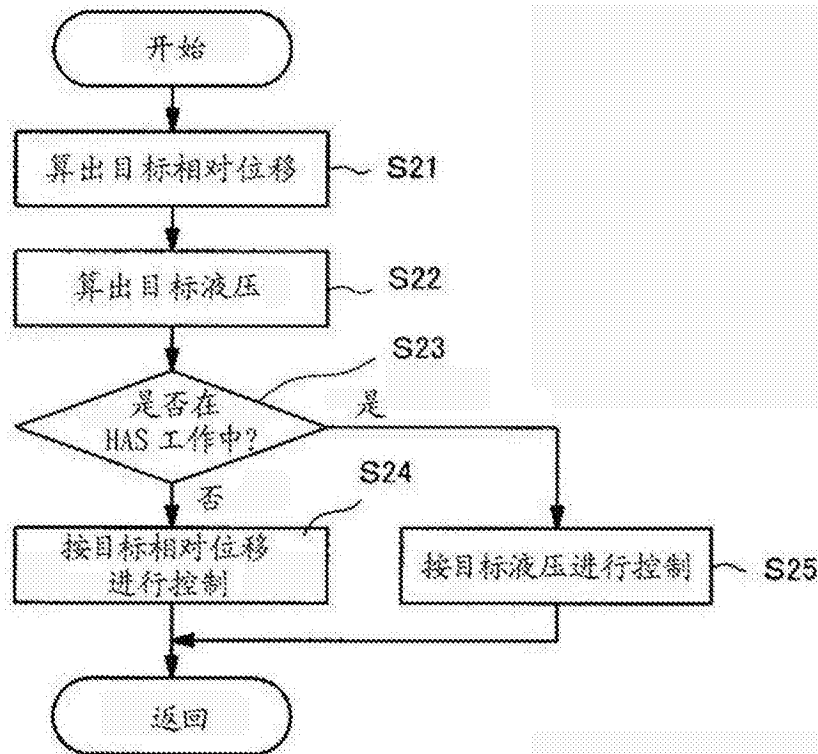 开始
算出目标相对位移
S21
算出目标液压
S22
S23
是否在
HAS 工作中?
是
否
S24
按目标相对位移
进行控制
按目标液压进行控制
S25
返回